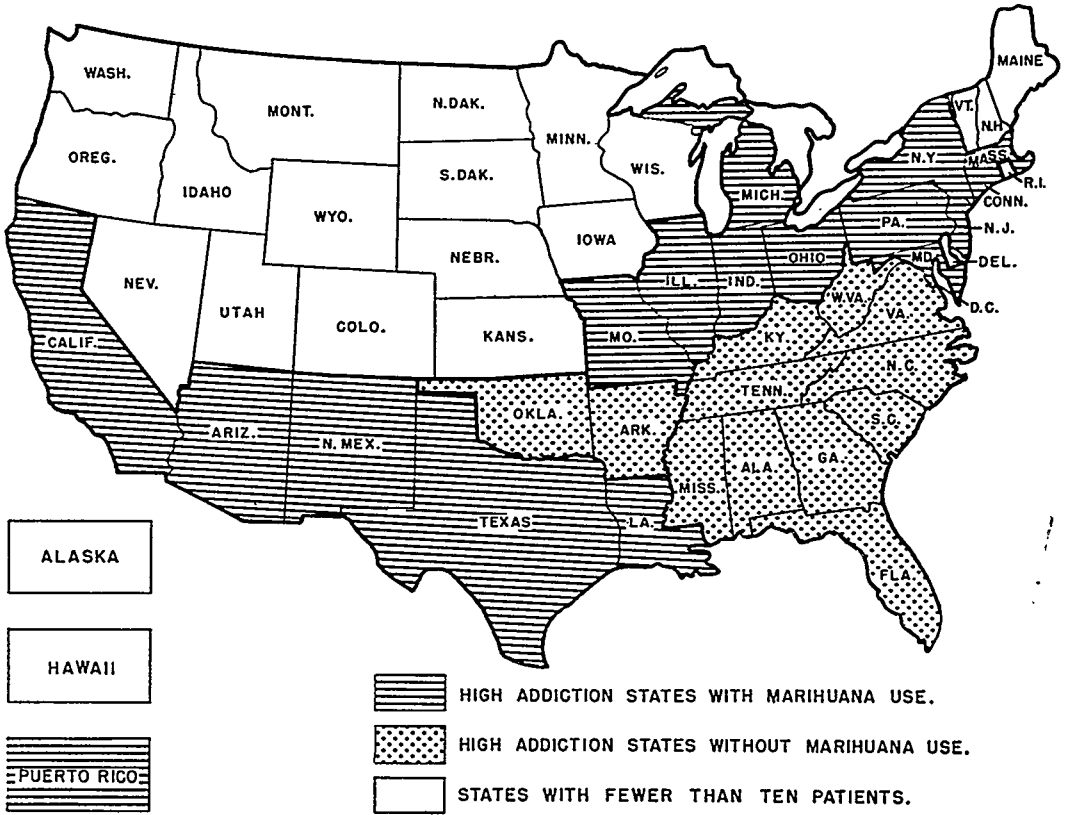 WASH.
MONT.
N.DAK.
MINN.
MAINE
VT.
N.H
OREG.
IDAHO
S.DAK.
WIS.
MICH.
N.Y.
MASS.
R.I.
CONN.
WYO.
IOWA
PA.
N.J.
NEBR.
OHIO
MD.
DEL.
NEV.
UTAH
COLO.
KANS.
ILL.
IND.
W.VA.
VA.
D.C.
CALIF.
MO.
KY.
N.C.
TENN.
ARIZ.
N. MEX.
OKLA.
ARK.
S.C.
MISS.
ALA.
GA.
TEXAS
LA.
FLA.
ALASKA
HAWAII
PUERTO RICO
HIGH ADDICTION STATES WITH MARIHUANA USE.
HIGH ADDICTION STATES WITHOUT MARIHUANA USE.
STATES WITH FEWER THAN TEN PATIENTS.